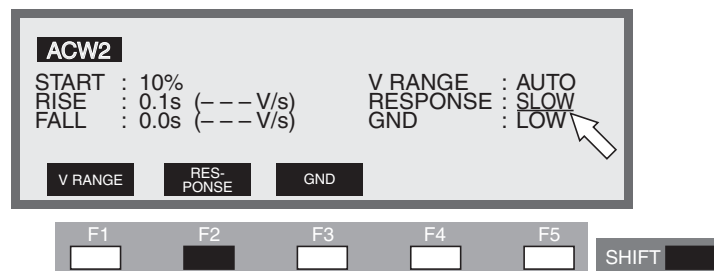 ACW2
START : 10% V RANGE : AUTO
RISE : 0.1s (– – – V/s) RESPONSE : SLOW
FALL : 0.0s (– – – V/s) GND : LOW
V RANGE RES-PONSE GND
F1 F2 F3 F4 F5
SHIFT